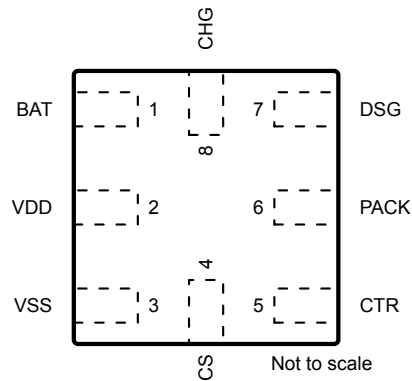 CHG
BAT 1 7 DSG
8
VDD 2 6 PACK
4
VSS 3 5 CTR
CS
Not to scale